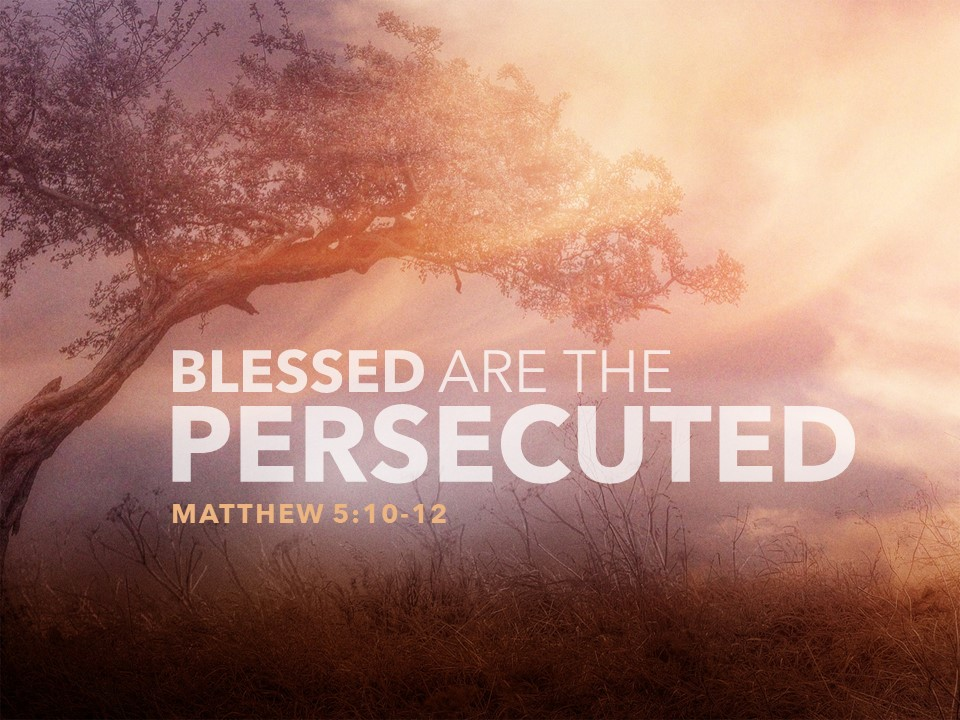 BLESSED ARE THE
PERSECUTED
MATTHEW 5:10-12